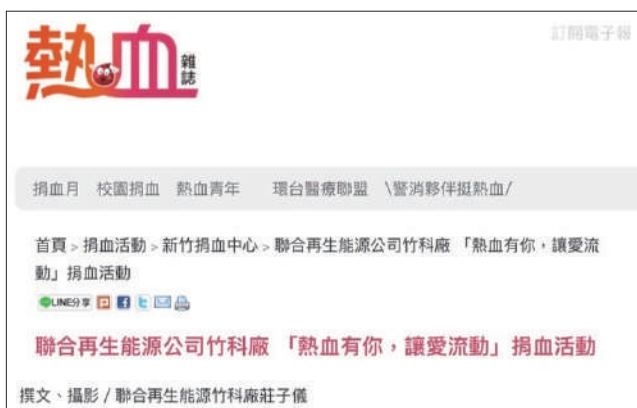 訂閱電子報
熱血
雜誌
捐血月 校園捐血 熱血青年 環台醫療聯盟 \警消夥伴挺熱血/
首頁 > 捐血活動 > 新竹捐血中心 > 聯合再生能源公司竹科廠 「熱血有你，讓愛流
動」捐血活動
LINE分享
聯合再生能源公司竹科廠 「熱血有你，讓愛流動」捐血活動
撰文、攝影 / 聯合再生能源竹科廠莊子儀